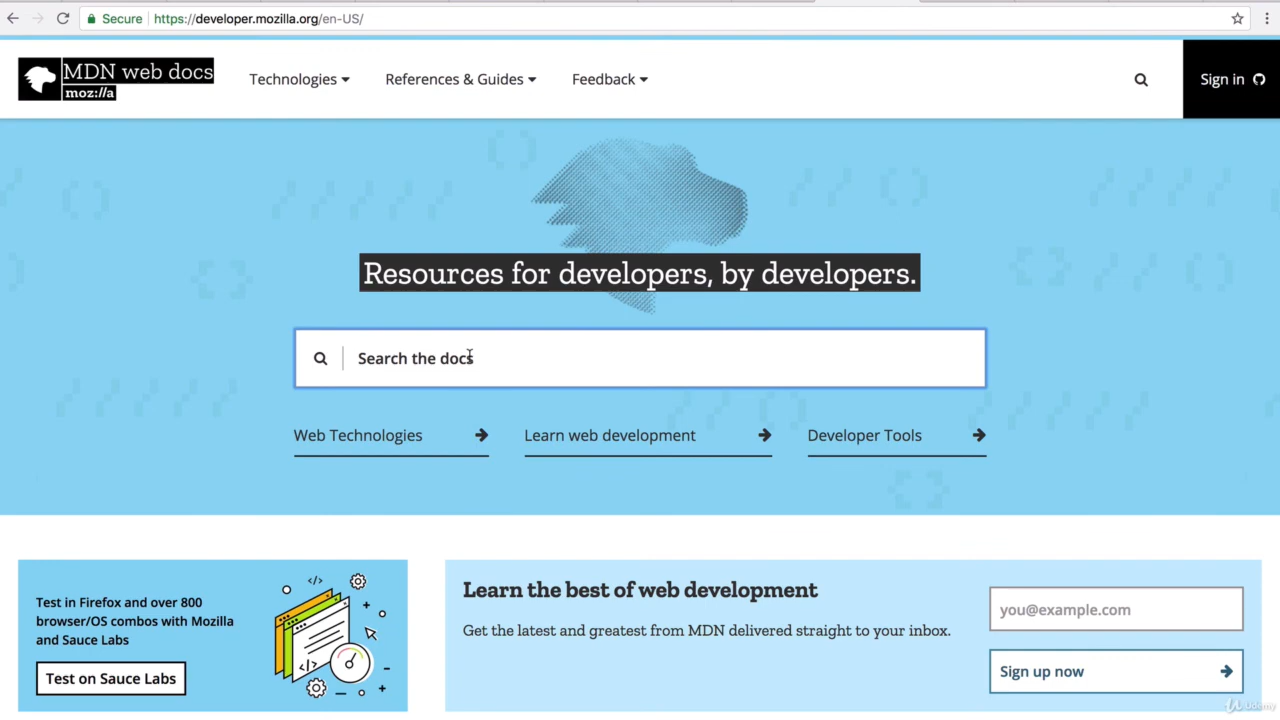 Secure https://developer.mozilla.org/en-US/
MDN web docs
moz://a
Technologies References & Guides Feedback
Sign in
Resources for developers, by developers.
Search the docs
Web Technologies Learn web development Developer Tools
Test in Firefox and over 800
browser/OS combos with Mozilla
and Sauce Labs
Test on Sauce Labs
Learn the best of web development
Get the latest and greatest from MDN delivered straight to your inbox.
you@example.com
Sign up now
Udemy